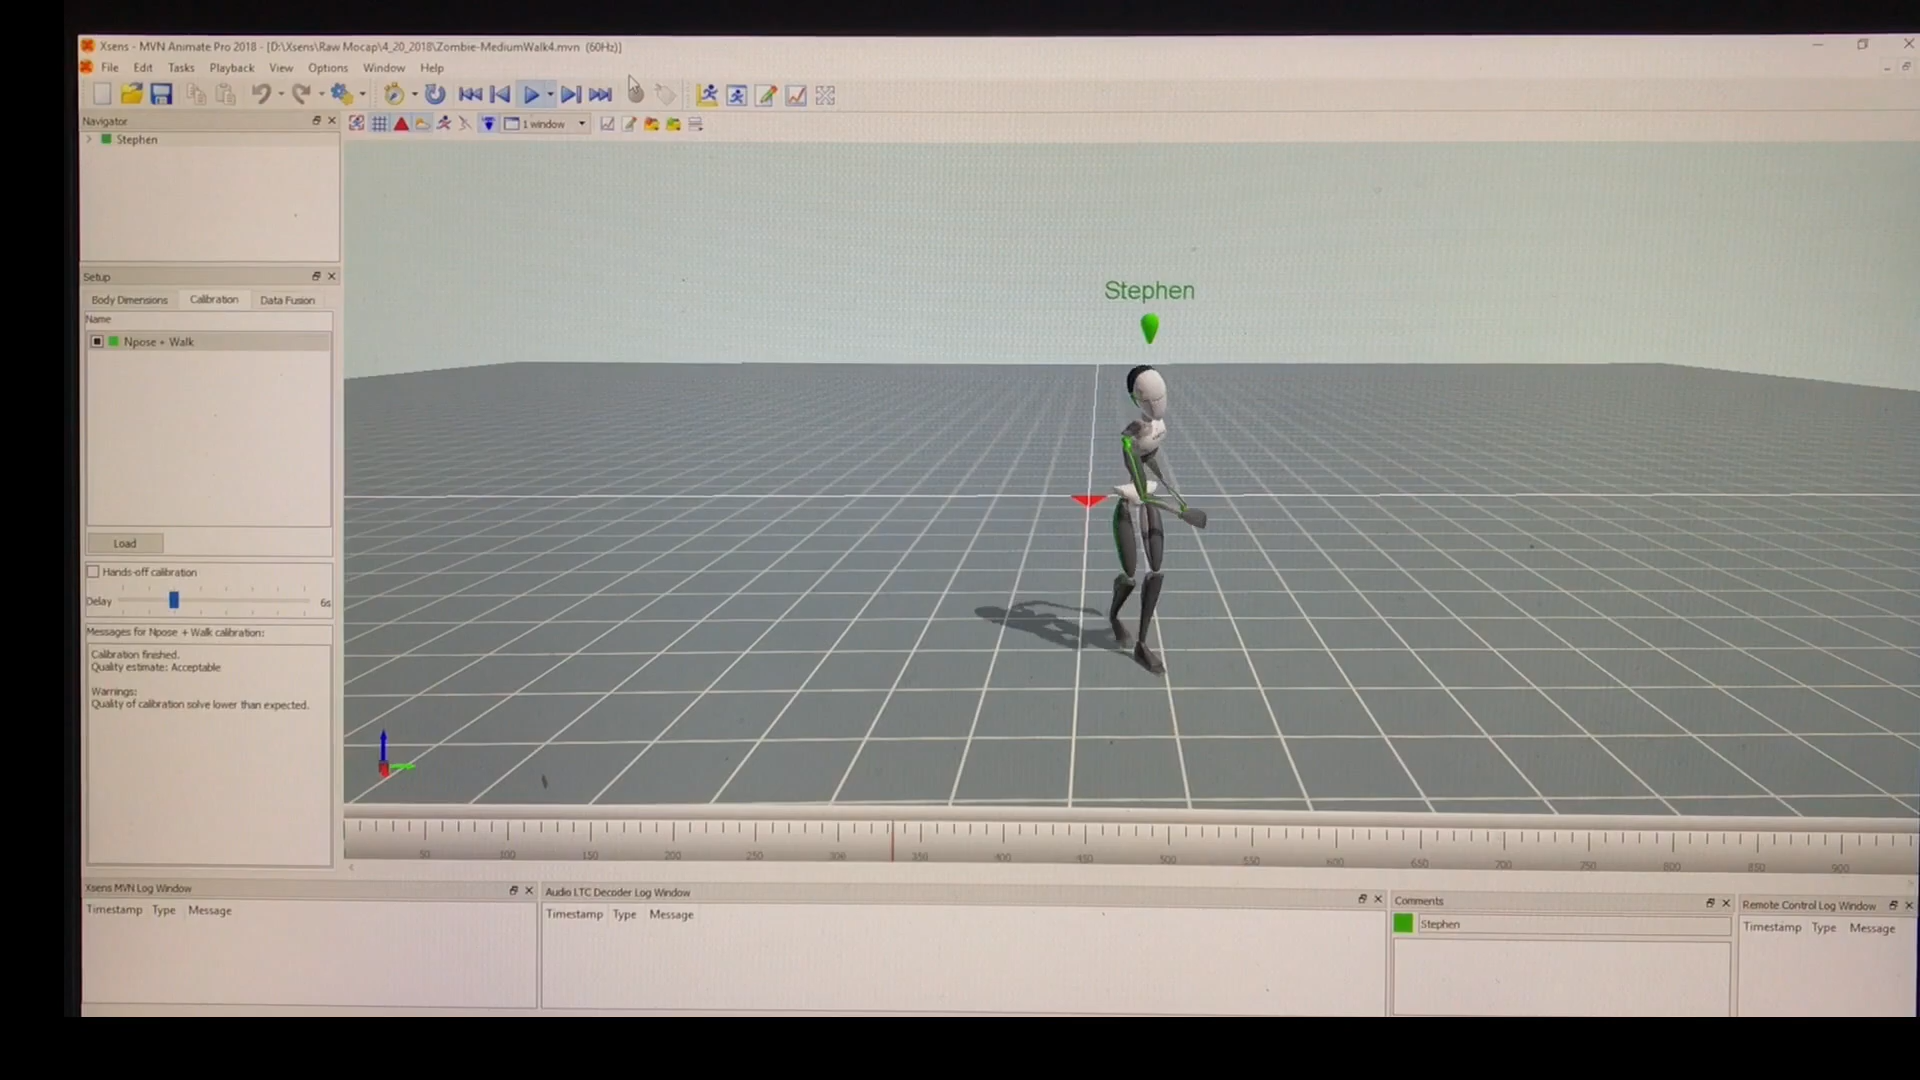 Xsens - MVN Animate Pro 2018 - [D:\Xsens\Raw Mocap\4_20_2018\Zombie-MediumWalk4.mvn (60Hz)]
File Edit Tasks Playback View Options Window Help
Navigator
1 window
Stephen
Setup
Body Dimensions Calibration Data Fusion
Name
Npose + Walk
Stephen
Load
Hands-off calibration
Delay 6s
Messages for Npose + Walk calibration:
Calibration finished.
Quality estimate: Acceptable
Warnings:
Quality of calibration solve lower than expected.
50 100 150 200 250 300 350 400 450 500 550 600 650 700 750 800 850 900
Xsens MVN Log Window
Timestamp Type Message
Audio LTC Decoder Log Window
Timestamp Type Message
Comments
Stephen
Remote Control Log Window
Timestamp Type Message